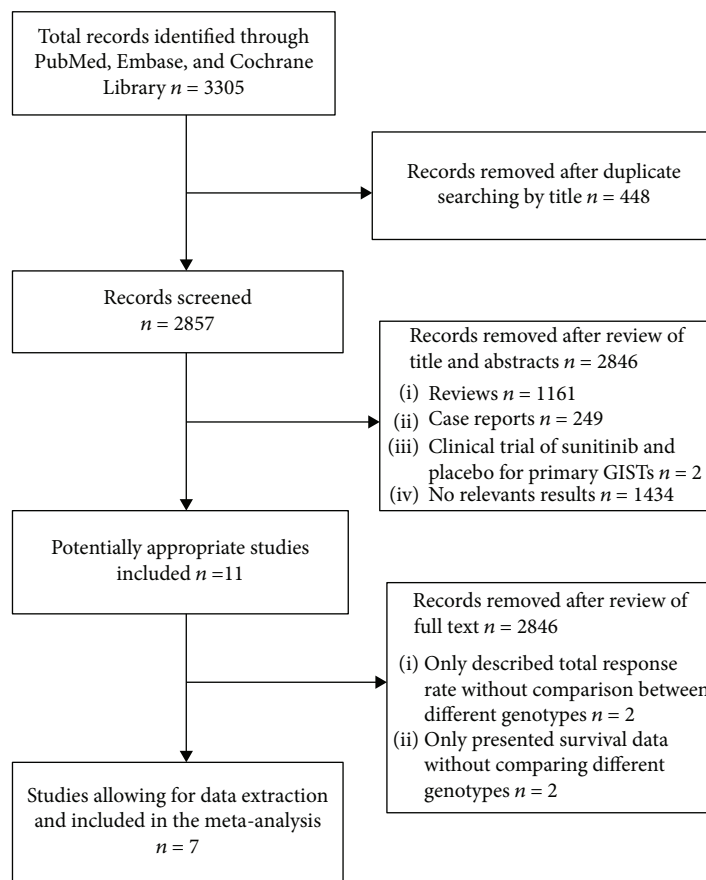 Total records identified through
PubMed, Embase, and Cochrane
Library n = 3305
Records removed after duplicate
searching by title n = 448
Records screened
n = 2857
Records removed after review of
title and abstracts n = 2846
(i) Reviews n = 1161
(ii) Case reports n = 249
(iii) Clinical trial of sunitinib and
placebo for primary GISTs n = 2
(iv) No relevants results n = 1434
Potentially appropriate studies
included n =11
Records removed after review of
full text n = 2846
(i) Only described total response
rate without comparison between
different genotypes n = 2
(ii) Only presented survival data
without comparing different
genotypes n = 2
Studies allowing for data extraction
and included in the meta-analysis
n = 7